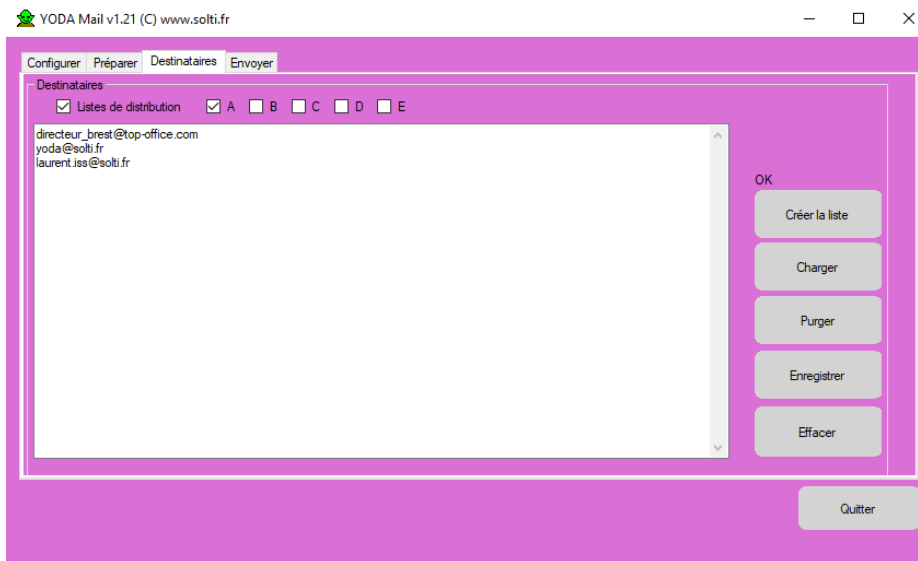 YODA Mail v1.21 (C) www.solti.fr
Configurer Préparer Destinataires Envoyer
Destinataires
Listes de distribution A B C D E
directeur_brest@top-office.com
yoda@solti.fr
laurent.iss@solti.fr
OK
Créer la liste
Charger
Purger
Enregistrer
Effacer
Quitter